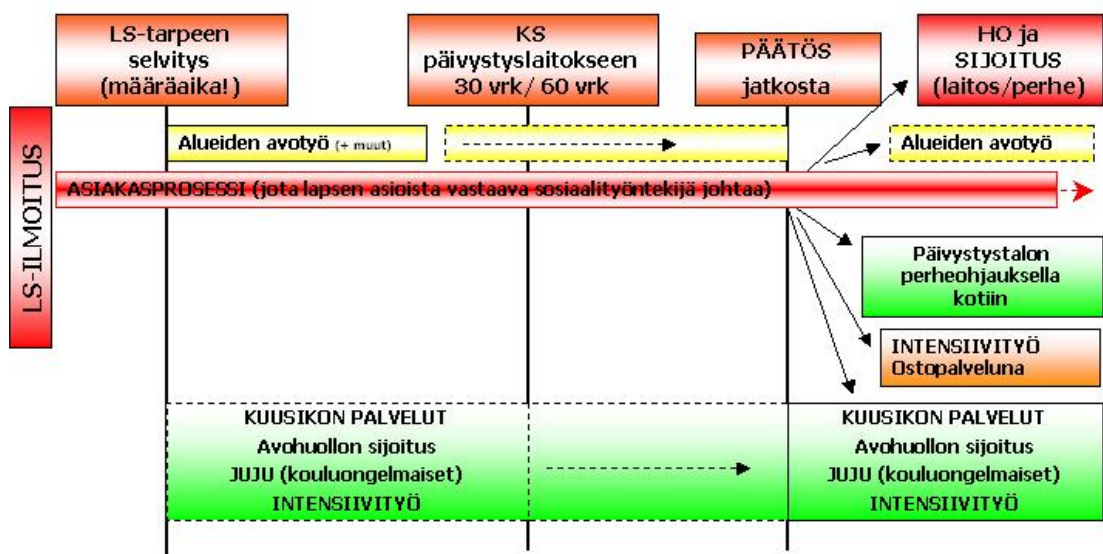 LS-tarpeen
selvitys
(määräaika!)
KS
päivystyslaitokseen
30 vrk/ 60 vrk
PÄÄTÖS
jatkosta
HO ja
SIJOITUS
(laitos/perhe)
LS-ILMOITUS
Alueiden avotyö (+ muut)
Alueiden avotyö
ASIAKASPROSESSI (jota lapsen asioista vastaava sosiaalityöntekijä johtaa)
Päivystystalon
perheohjauksella
kotiin
INTENSIIVITYÖ
Ostopalveluna
KUUSIKON PALVELUT
Avohuollon sijoitus
JUJU (kouluongelmaiset)
INTENSIIVITYÖ
KUUSIKON PALVELUT
Avohuollon sijoitus
JUJU (kouluongelmaiset)
INTENSIIVITYÖ